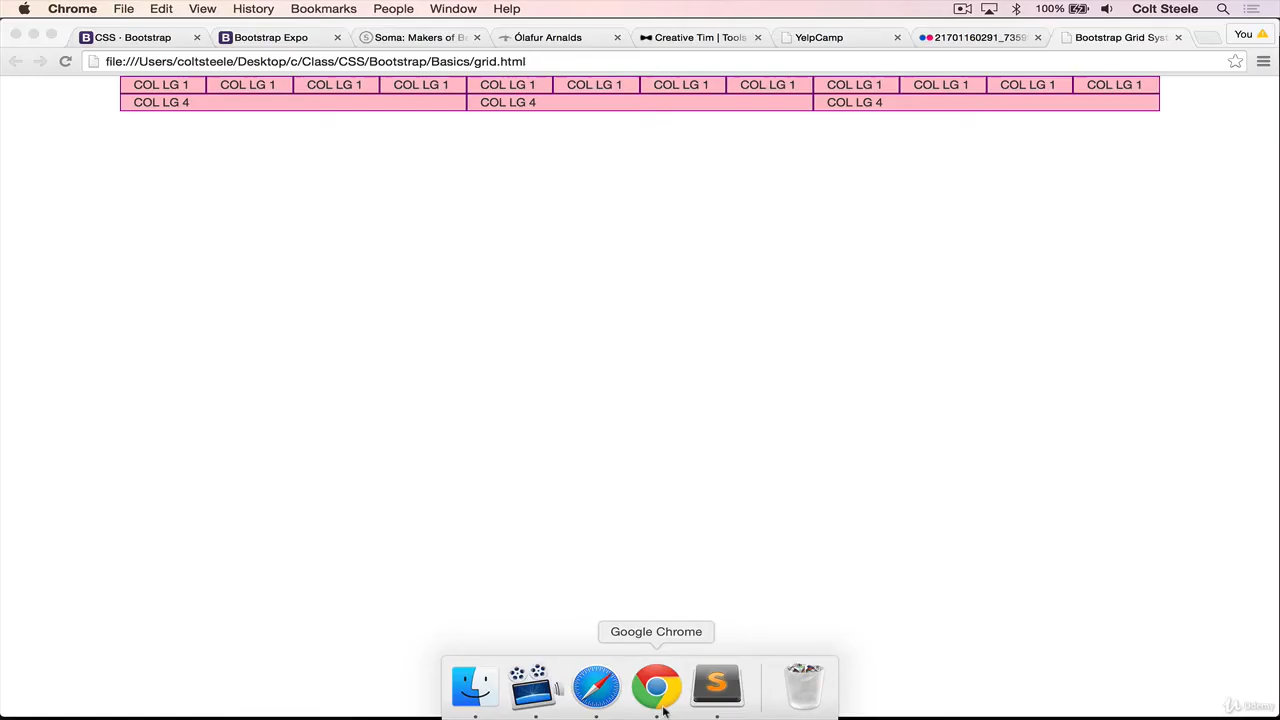 Chrome File Edit View History Bookmarks People Window Help 100% Colt Steele
CSS · Bootstrap Bootstrap Expo Soma: Makers of B Ólafur Arnalds Creative Tim | Tools YelpCamp 21701160291_735 Bootstrap Grid Sys You
file:///Users/coltsteele/Desktop/c/Class/CSS/Bootstrap/Basics/grid.html
COL LG 1 COL LG 1 COL LG 1 COL LG 1 COL LG 1 COL LG 1 COL LG 1 COL LG 1 COL LG 1 COL LG 1 COL LG 1 COL LG 1
COL LG 4 COL LG 4 COL LG 4
Google Chrome
S
Udemy